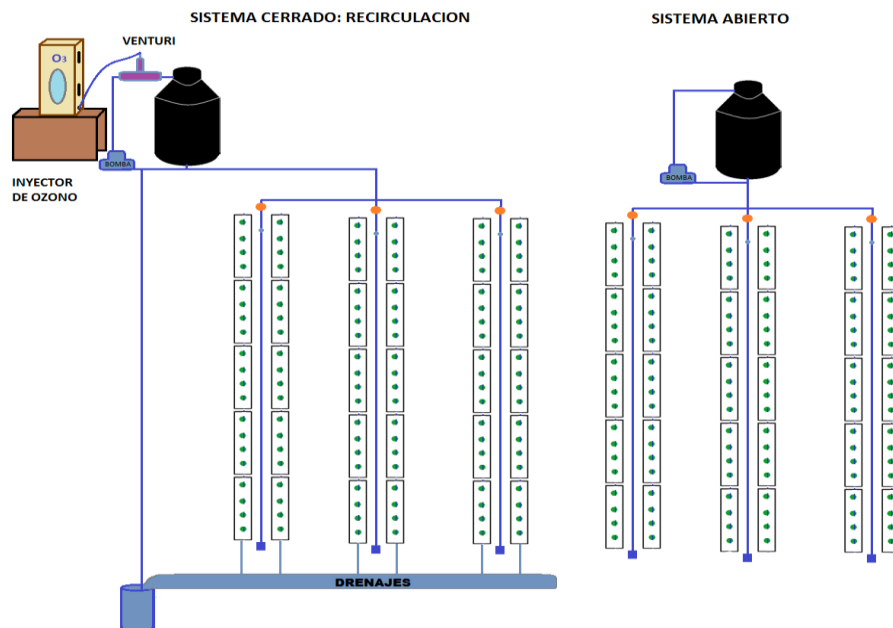 SISTEMA CERRADO: RECIRCULACION
SISTEMA ABIERTO
VENTURI
O3
BOMBA
BOMBA
INYECTOR
DE OZONO
DRENAJES